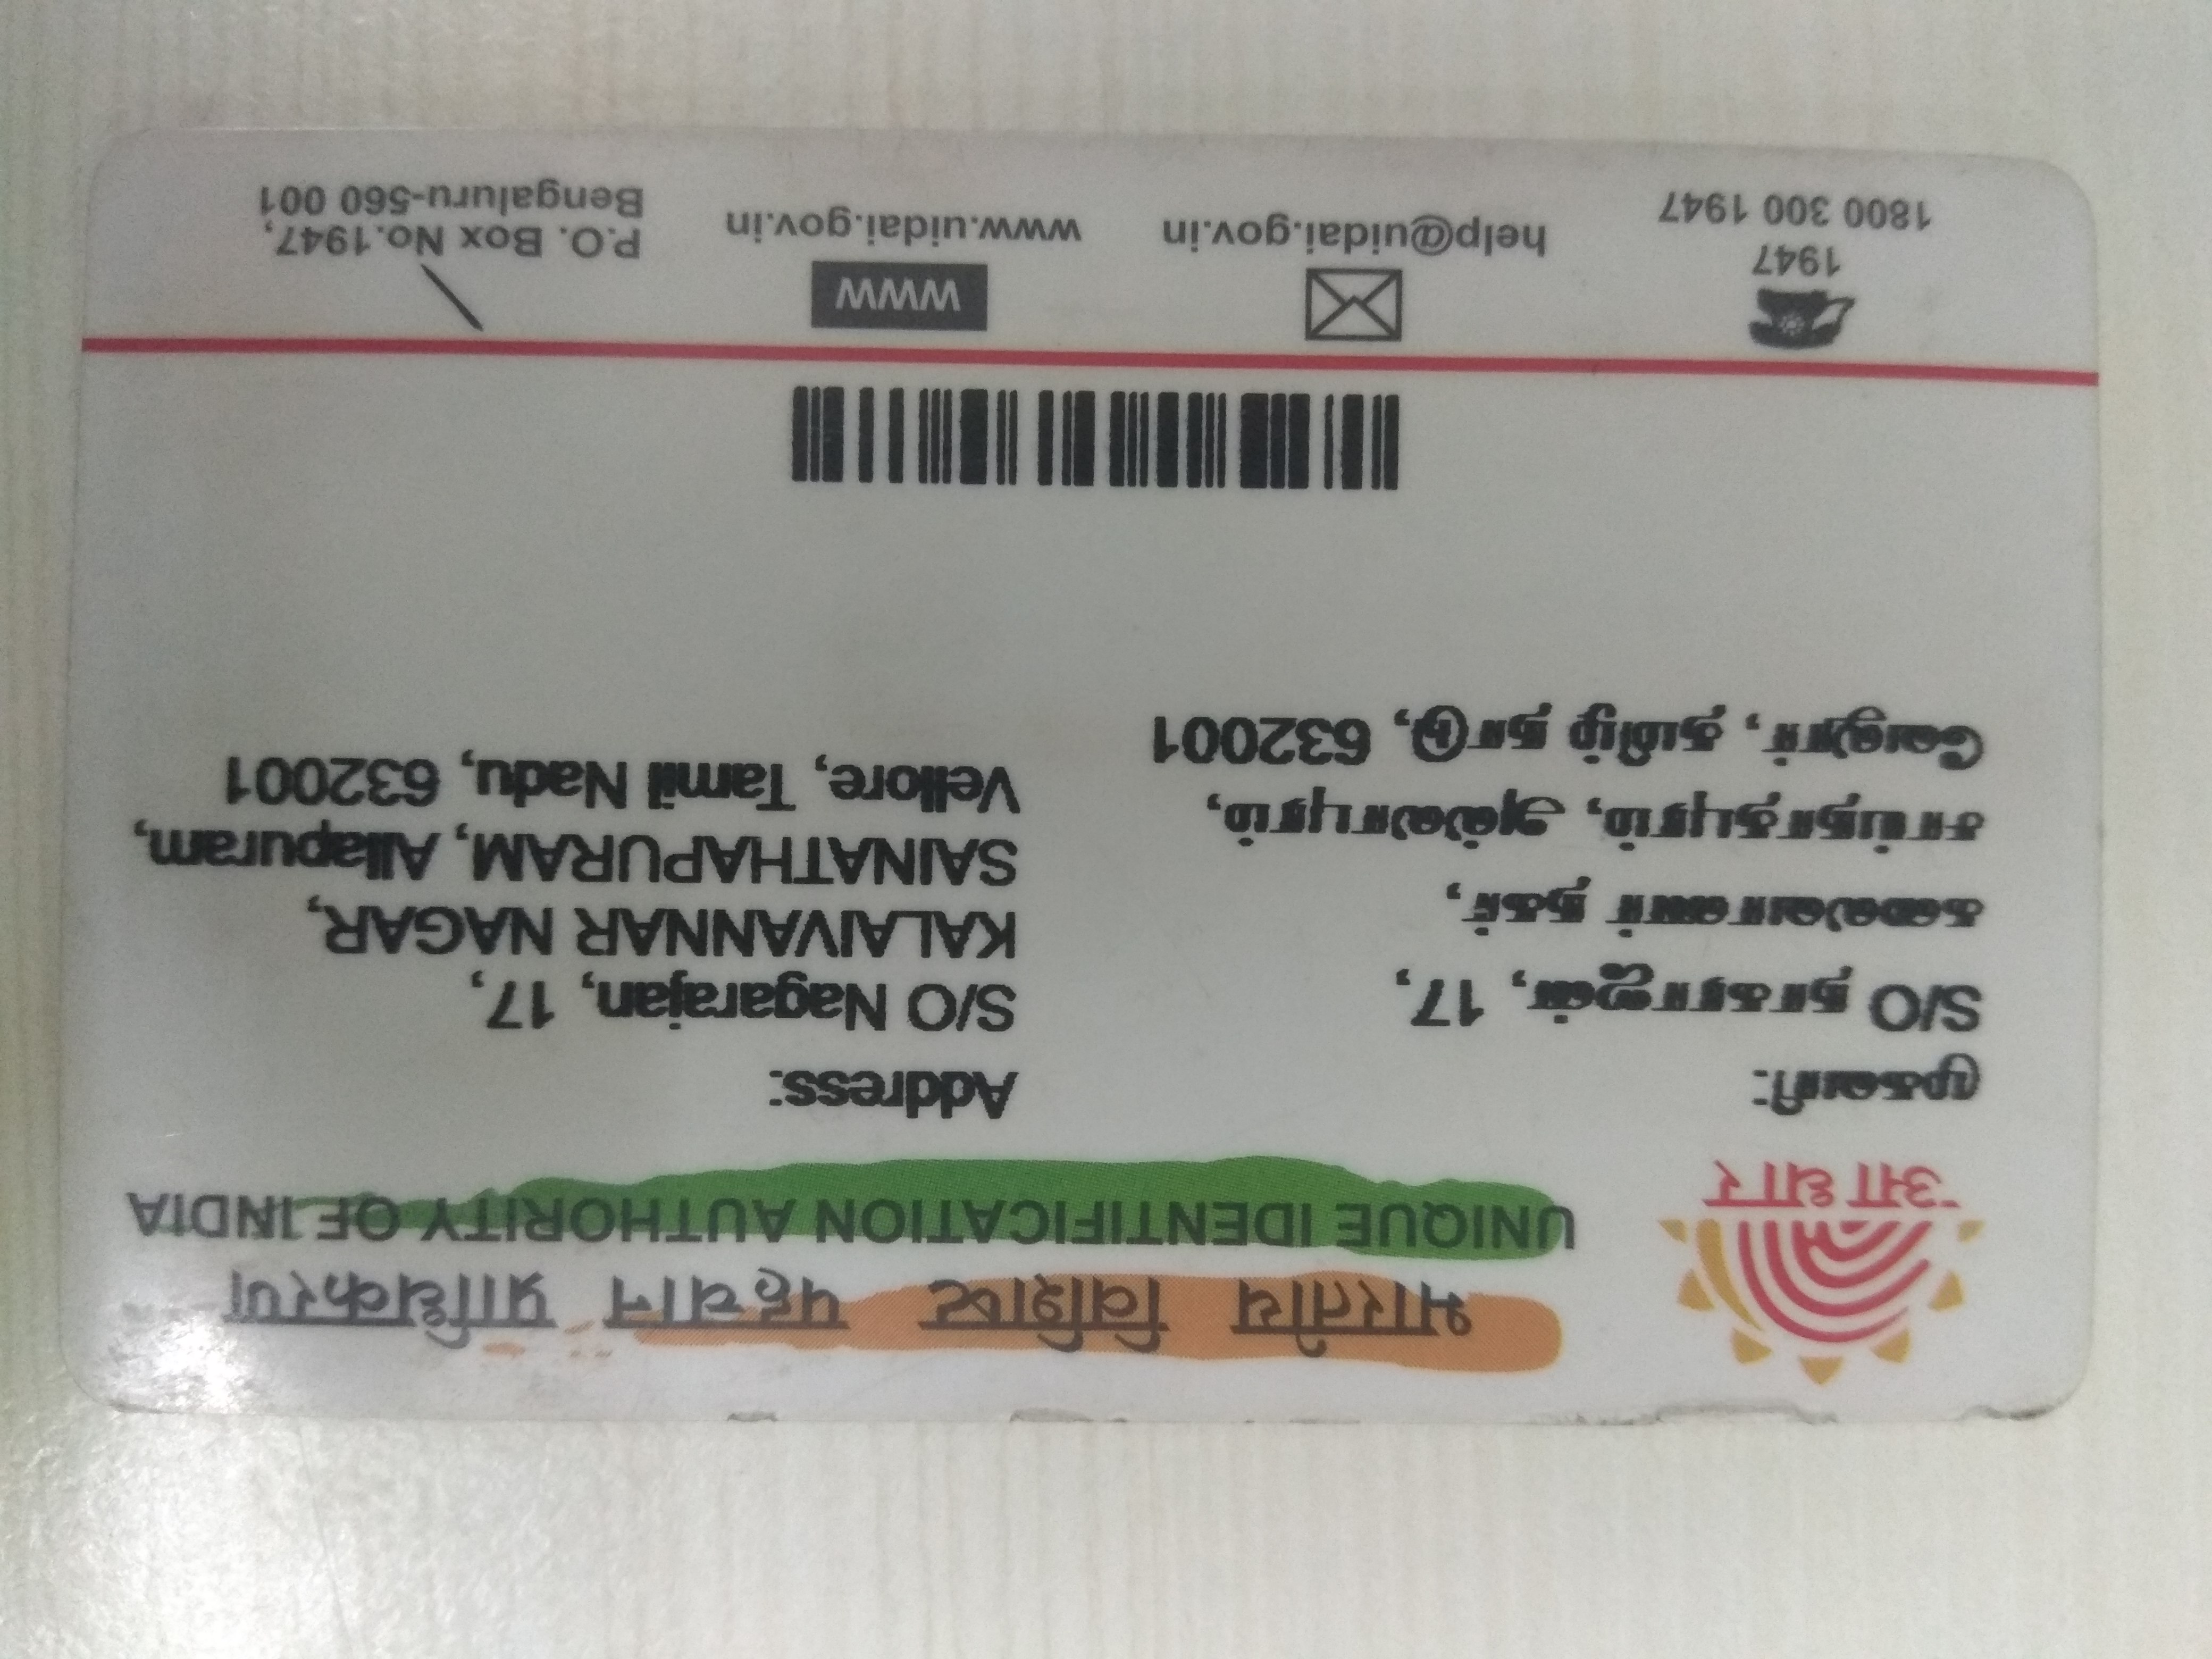 भारतीय विशिष्ट पहचान प्राधिकरण
UNIQUE IDENTIFICATION AUTHORITY OF INDIA
आधार
முகவரி:
S/O நாகராஜன், 17,
கலைவாணர் நகர்,
சாய்நாதபுரம், அல்லாபுரம்,
வேலூர், தமிழ் நாடு, 632001
Address:
S/O Nagarajan, 17,
KALAIVANNAR NAGAR,
SAINATHAPURAM, Allapuram,
Vellore, Tamil Nadu, 632001
1947
1800 300 1947
help@uidai.gov.in
WWW
www.uidai.gov.in
P.O. Box No.1947,
Bengaluru-560 001